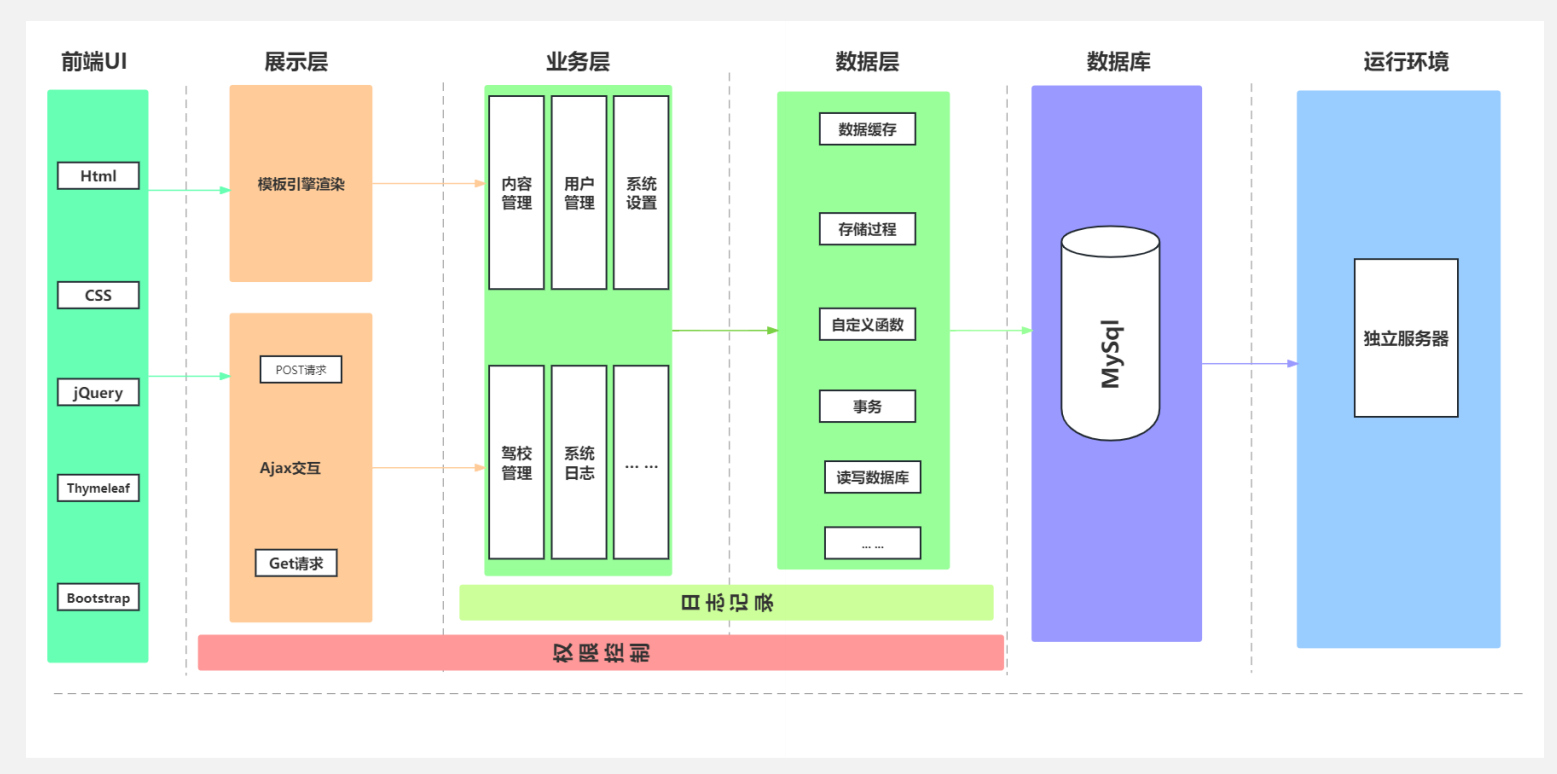 前端UI
展示层
业务层
数据层
数据库
运行环境
Html
CSS
jQuery
Thymeleaf
Bootstrap
模板引擎渲染
POST请求
Ajax交互
Get请求
内容
管理
用户
管理
系统
设置
驾校
管理
系统
日志
... ...
数据缓存
存储过程
自定义函数
事务
读写数据库
... ...
MySql
独立服务器
日志记录
权限控制